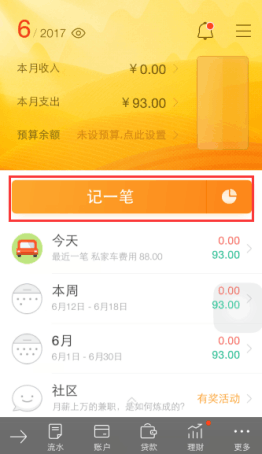 6 / 2017
本月收入 ¥0.00
本月支出 ¥93.00
预算余额 未设预算,点此设置
记一笔
今天 0.00
最近一笔 私家车费用 88.00 93.00
本周 0.00
6月12日 - 6月18日 93.00
6月 0.00
6月1日 - 6月30日 93.00
社区 有奖活动
月薪上万的兼职，是如何炼成的?
流水 账户 贷款 理财 更多